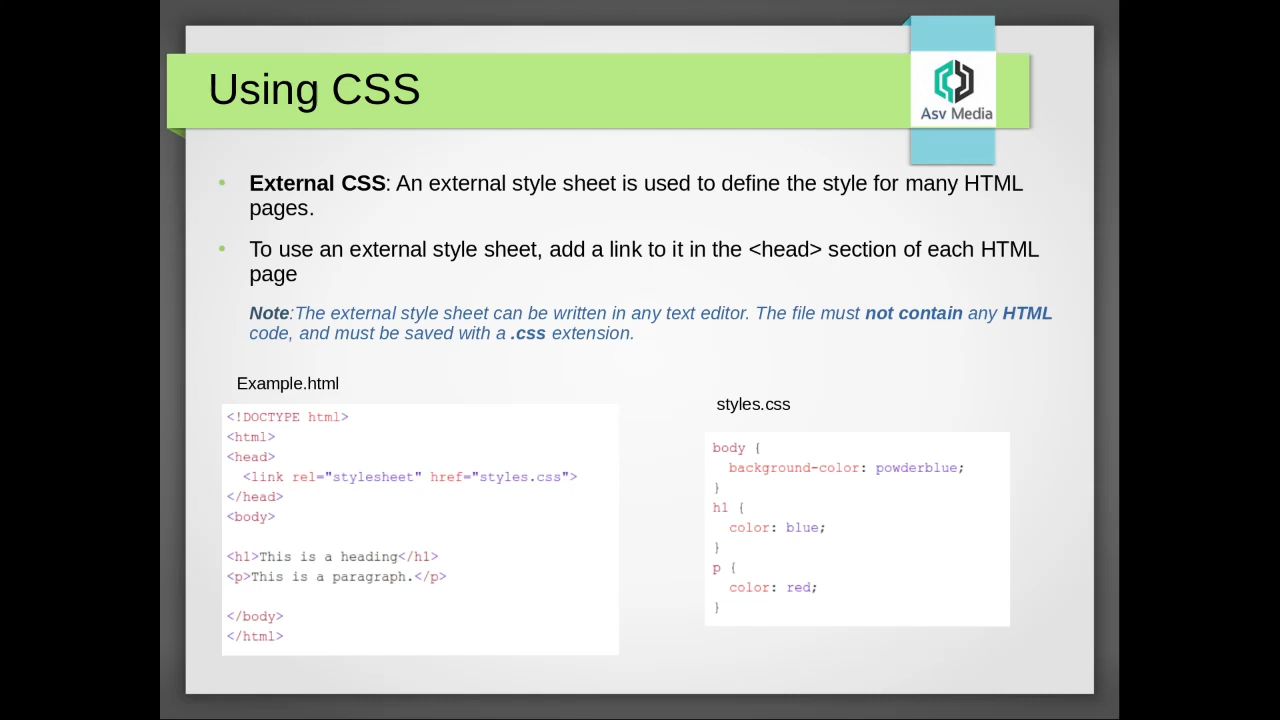 Using CSS
Asv Media
External CSS: An external style sheet is used to define the style for many HTML
pages.
To use an external style sheet, add a link to it in the <head> section of each HTML
page
Note:The external style sheet can be written in any text editor. The file must not contain any HTML
code, and must be saved with a .css extension.
Example.html
<!DOCTYPE html>
<html>
<head>
  <link rel="stylesheet" href="styles.css">
</head>
<body>

<h1>This is a heading</h1>
<p>This is a paragraph.</p>

</body>
</html>
styles.css
body {
  background-color: powderblue;
}
h1 {
  color: blue;
}
p {
  color: red;
}